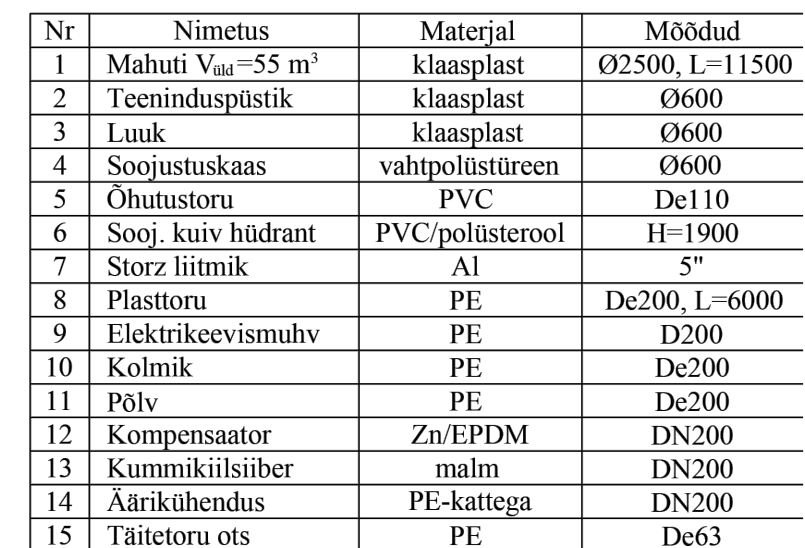 Nr Nimetus Materjal Mõõdud
1 Mahuti Vüld=55 m³ klaasplast Ø2500, L=11500
2 Teeninduspüstik klaasplast Ø600
3 Luuk klaasplast Ø600
4 Soojustuskaas vahtpolüstüreen Ø600
5 Õhutustoru PVC De110
6 Sooj. kuiv hüdrant PVC/polüsterool H=1900
7 Storz liitmik Al 5"
8 Plasttoru PE De200, L=6000
9 Elektrikeevismuhv PE D200
10 Kolmik PE De200
11 Põlv PE De200
12 Kompensaator Zn/EPDM DN200
13 Kummikiilsiiber malm DN200
14 Äärikühendus PE-kattega DN200
15 Täitetoru ots PE De63